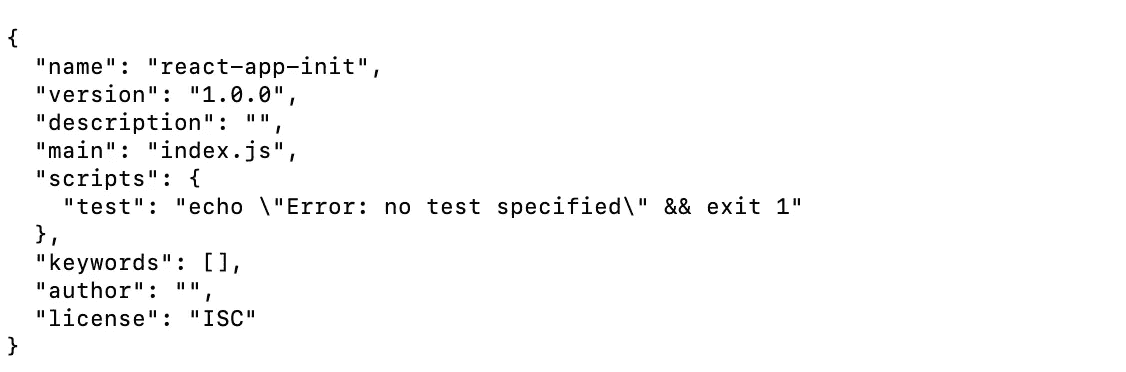 {
  "name": "react-app-init",
  "version": "1.0.0",
  "description": "",
  "main": "index.js",
  "scripts": {
    "test": "echo \"Error: no test specified\" && exit 1"
  },
  "keywords": [],
  "author": "",
  "license": "ISC"
}